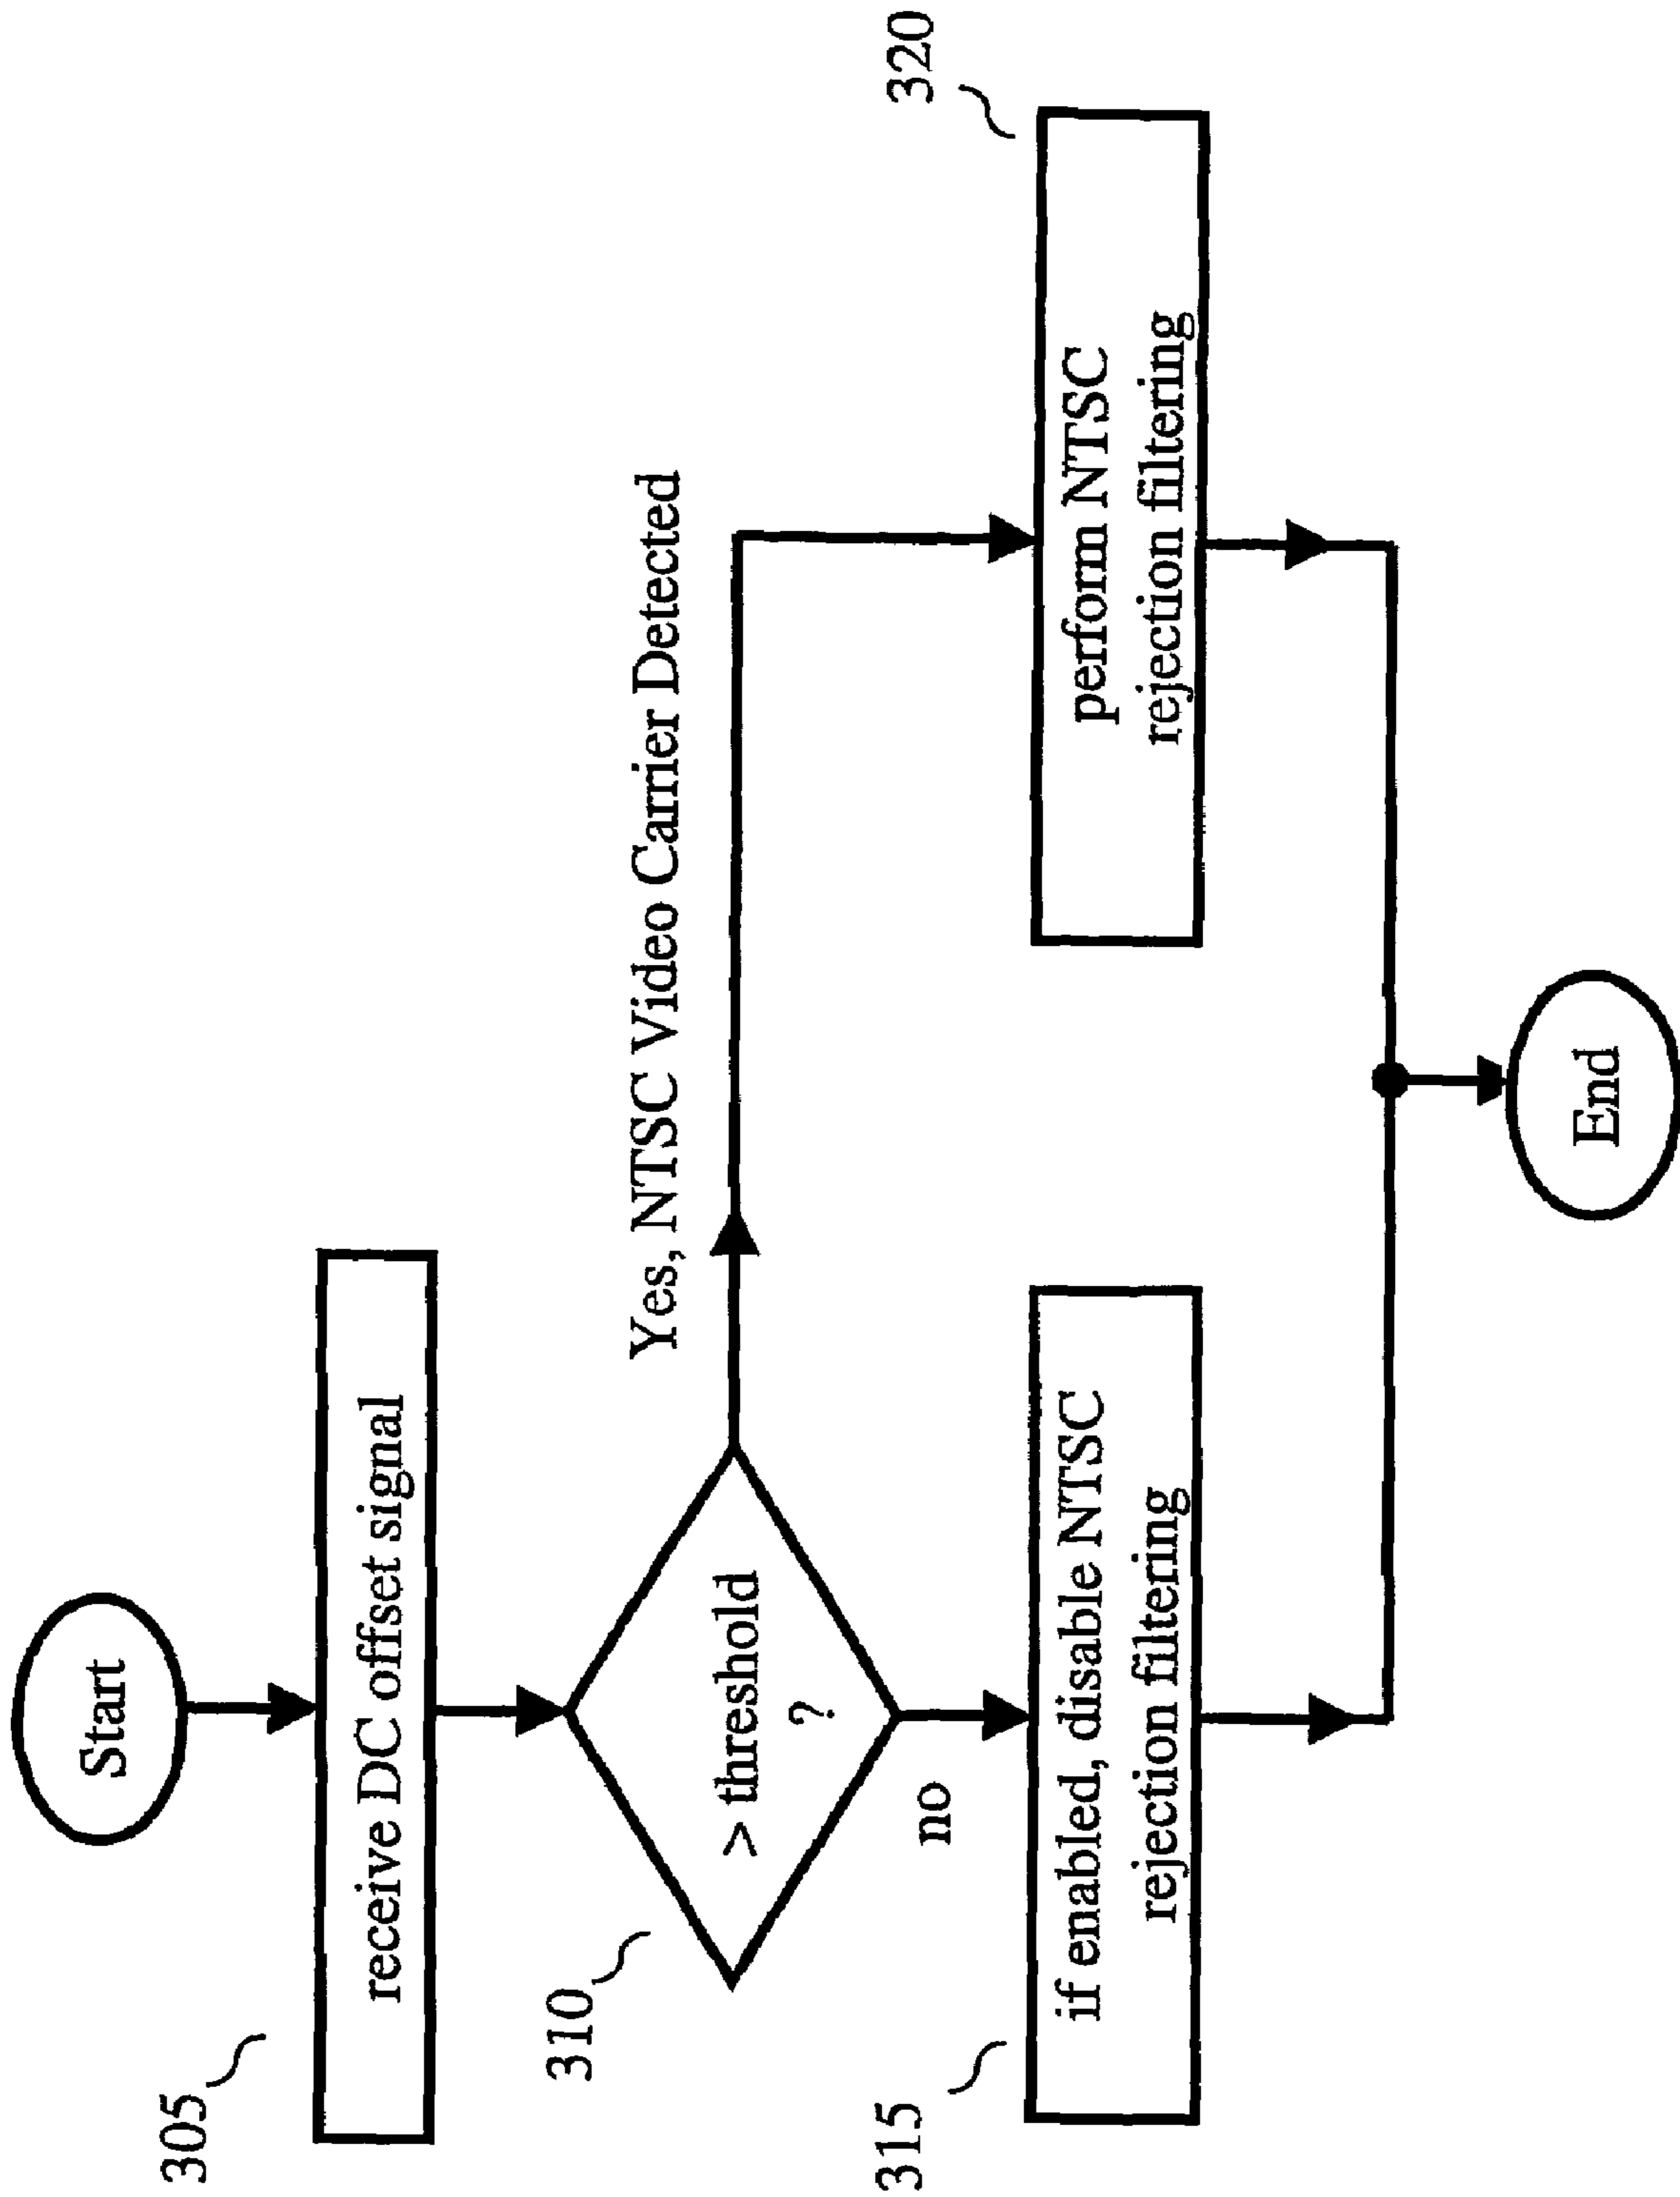 Start
305
receive DC offset signal
310
> threshold
?
Yes, NTSC Video Carrier Detected
no
315
if enabled, disable NTSC
rejection filtering
320
perform NTSC
rejection filtering
End